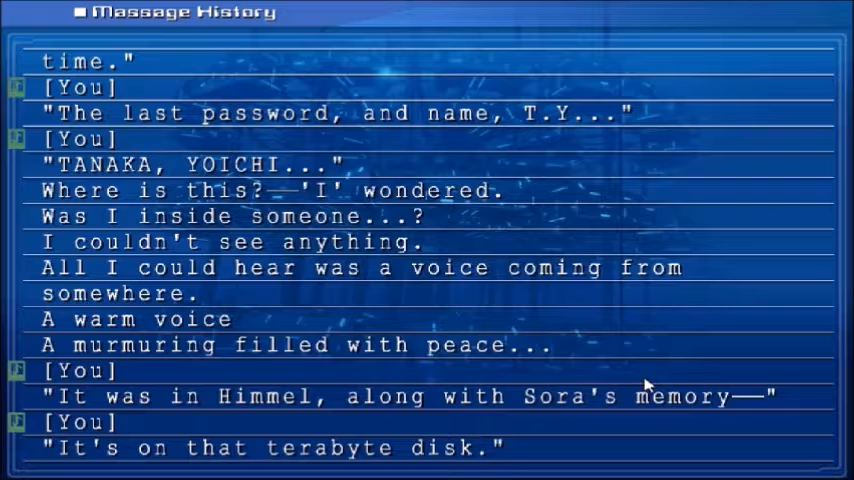 Massage History
time."
[You]
"The last password, and name, T.Y..."
[You]
"TANAKA, YOICHI..."
Where is this?──'I' wondered.
Was I inside someone...?
I couldn't see anything.
All I could hear was a voice coming from
somewhere.
A warm voice
A murmuring filled with peace...
[You]
"It was in Himmel, along with Sora's memory──"
[You]
"It's on that terabyte disk."